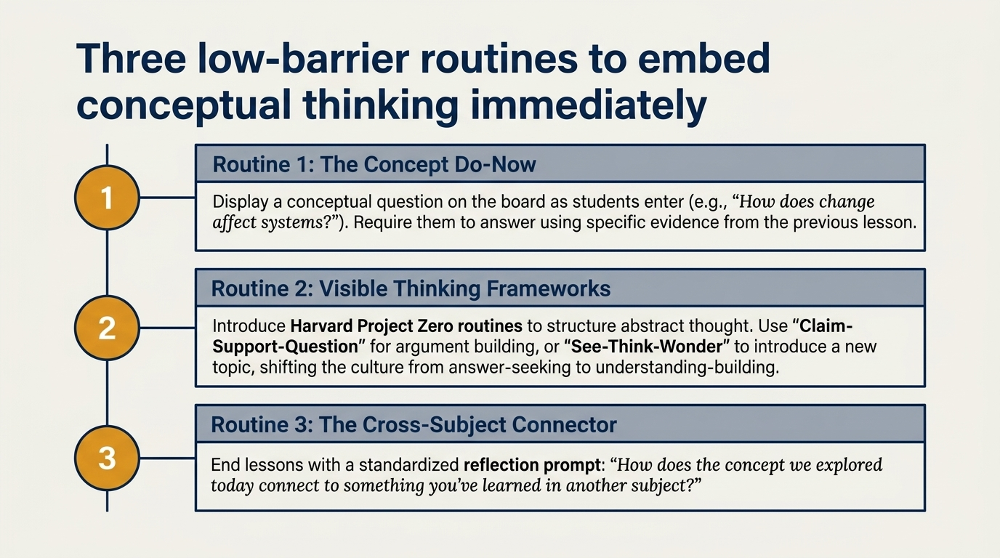 Three low-barrier routines to embed
conceptual thinking immediately
1
Routine 1: The Concept Do-Now
Display a conceptual question on the board as students enter (e.g., “How does change
affect systems?”). Require them to answer using specific evidence from the previous lesson.
2
Routine 2: Visible Thinking Frameworks
Introduce Harvard Project Zero routines to structure abstract thought. Use “Claim-
Support-Question” for argument building, or “See-Think-Wonder” to introduce a new
topic, shifting the culture from answer-seeking to understanding-building.
3
Routine 3: The Cross-Subject Connector
End lessons with a standardized reflection prompt: “How does the concept we explored
today connect to something you’ve learned in another subject?”